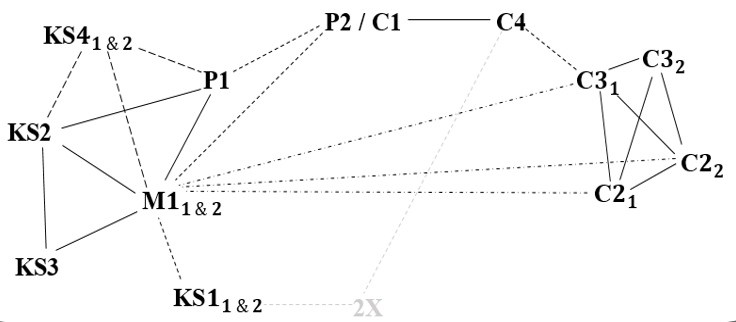 P2 / C1 C4
KS4₁ & ₂
C3₂
P1 C3₁
KS2
C2₂
M1₁ & ₂ C2₁
KS3
KS1₁ & ₂ 2X